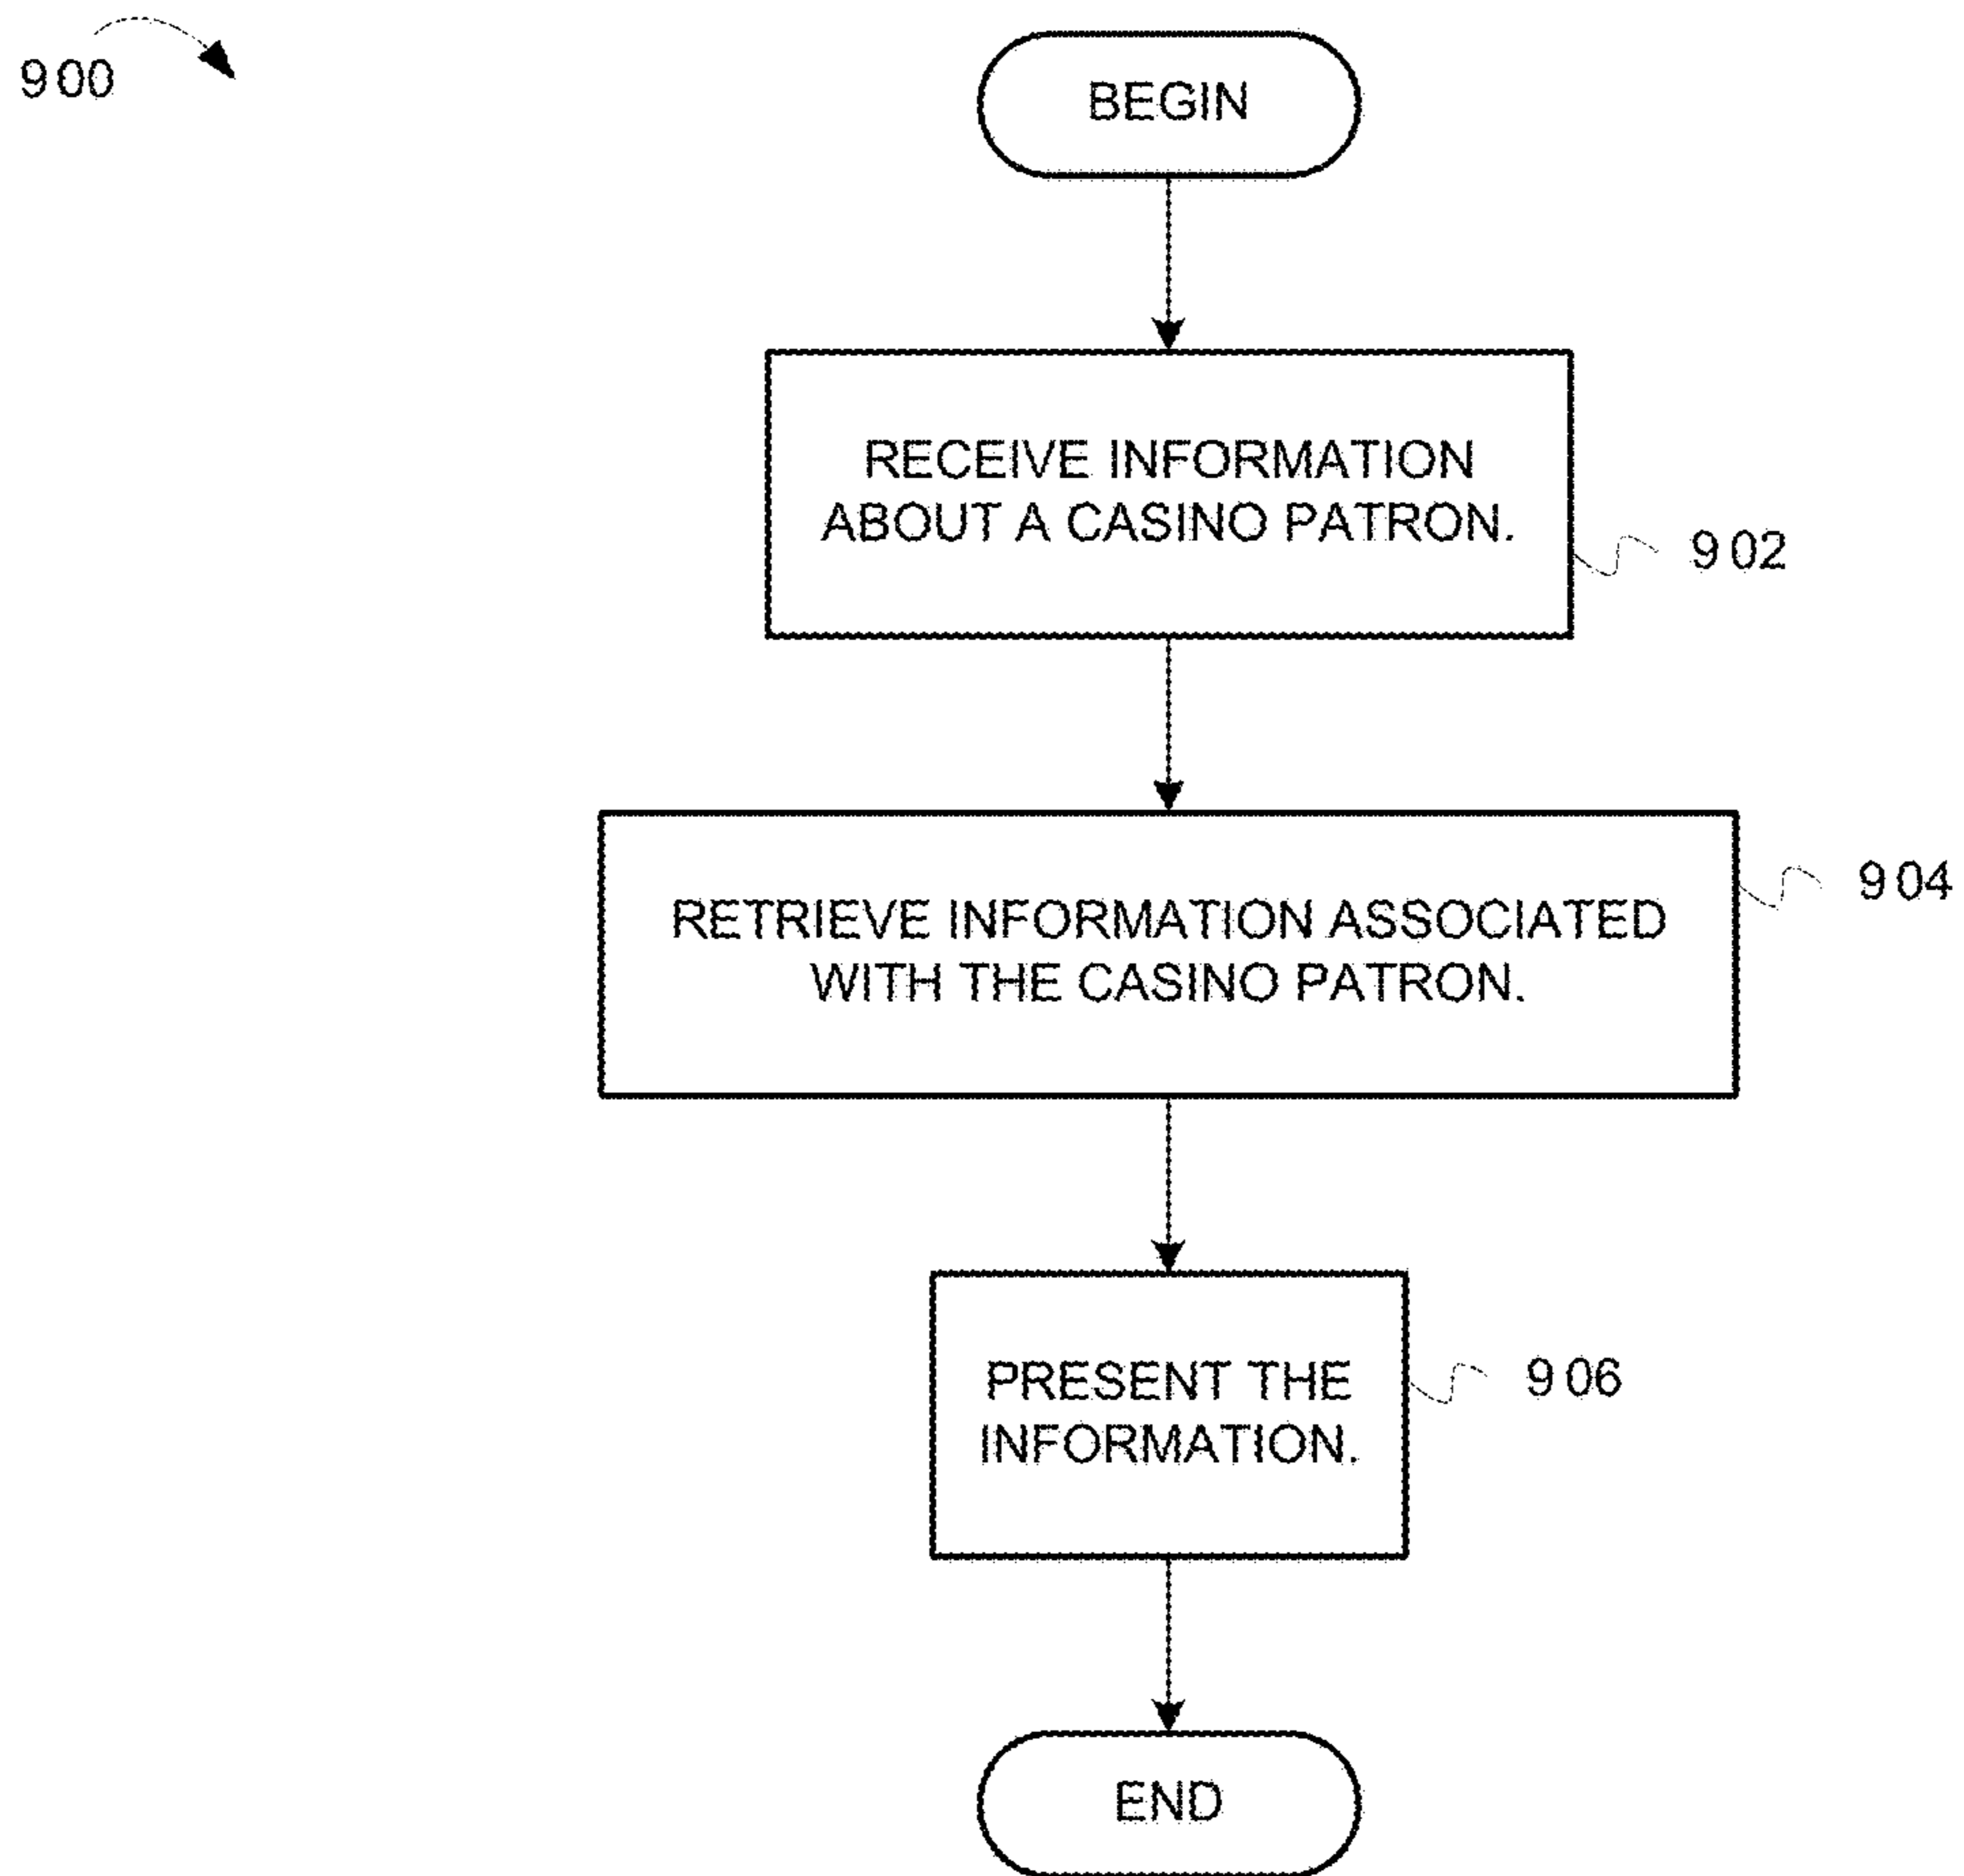 900
BEGIN
RECEIVE INFORMATION
ABOUT A CASINO PATRON.
902
904
RETRIEVE INFORMATION ASSOCIATED
WITH THE CASINO PATRON.
PRESENT THE
INFORMATION.
906
END